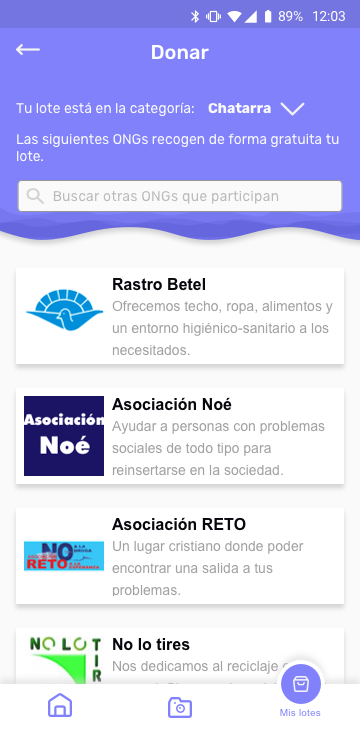 89% 12:03
Donar
Tu lote está en la categoría: Chatarra
Las siguientes ONGs recogen de forma gratuita tu
lote.
Buscar otras ONGs que participan
Rastro Betel
Ofrecemos techo, ropa, alimentos y
un entorno higiénico-sanitario a los
necesitados.
Asociación
Noé
Asociación Noé
Ayudar a personas con problemas
sociales de todo tipo para
reinsertarse en la sociedad.
NO A LA DROGA
RETO A LA ESPERANZA
Asociación RETO
Un lugar cristiano donde poder
encontrar una salida a tus
problemas.
NO LO TIR
No lo tires
Nos dedicamos al reciclaje
Mis lotes